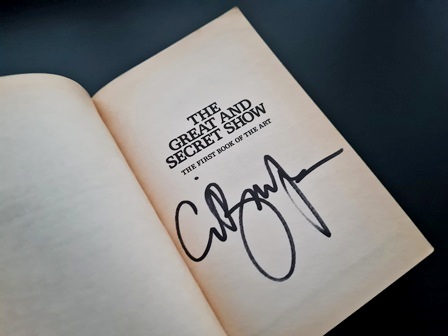 THE
GREAT AND
SECRET SHOW
THE FIRST BOOK OF THE ART